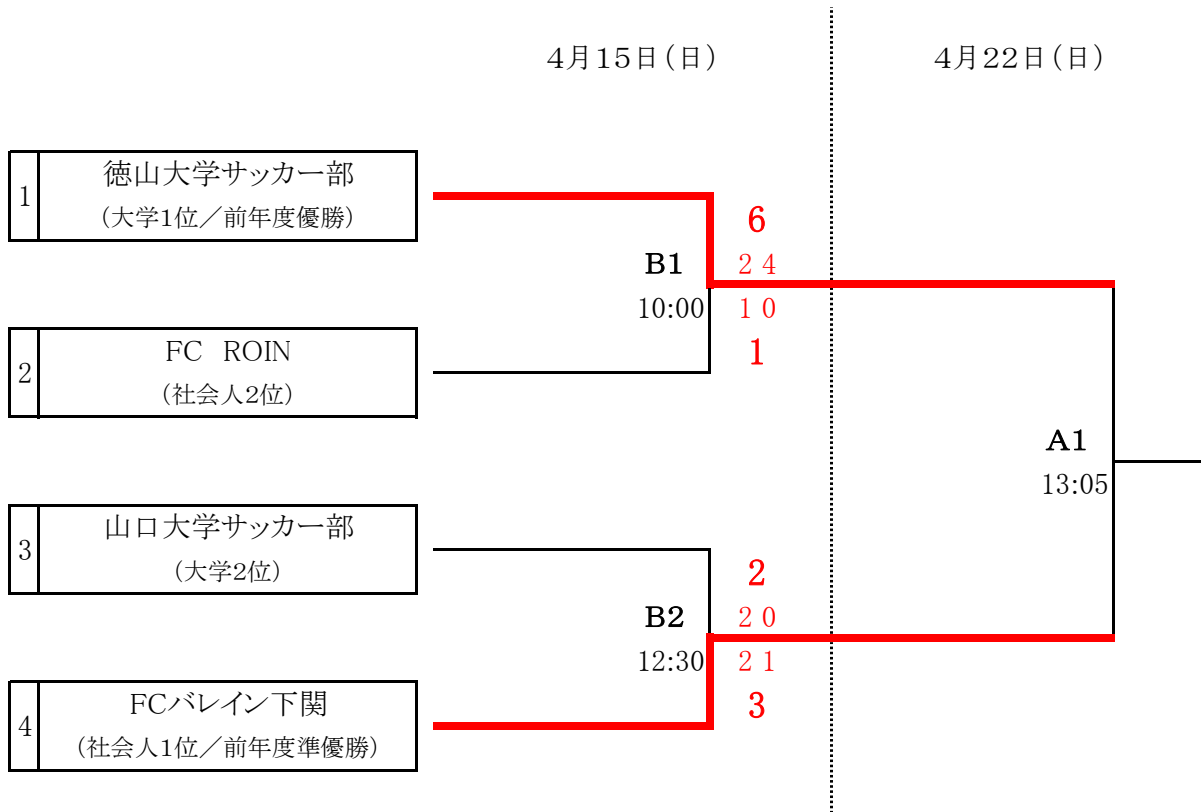 4月15日（日）
4月22日（日）
1
徳山大学サッカー部
（大学1位／前年度優勝）
6
B1
2 4
10:00
1 0
1
2
FC　ROIN
（社会人2位）
A1
13:05
3
山口大学サッカー部
（大学2位）
2
B2
2 0
12:30
2 1
3
4
FCバレイン下関
（社会人1位／前年度準優勝）